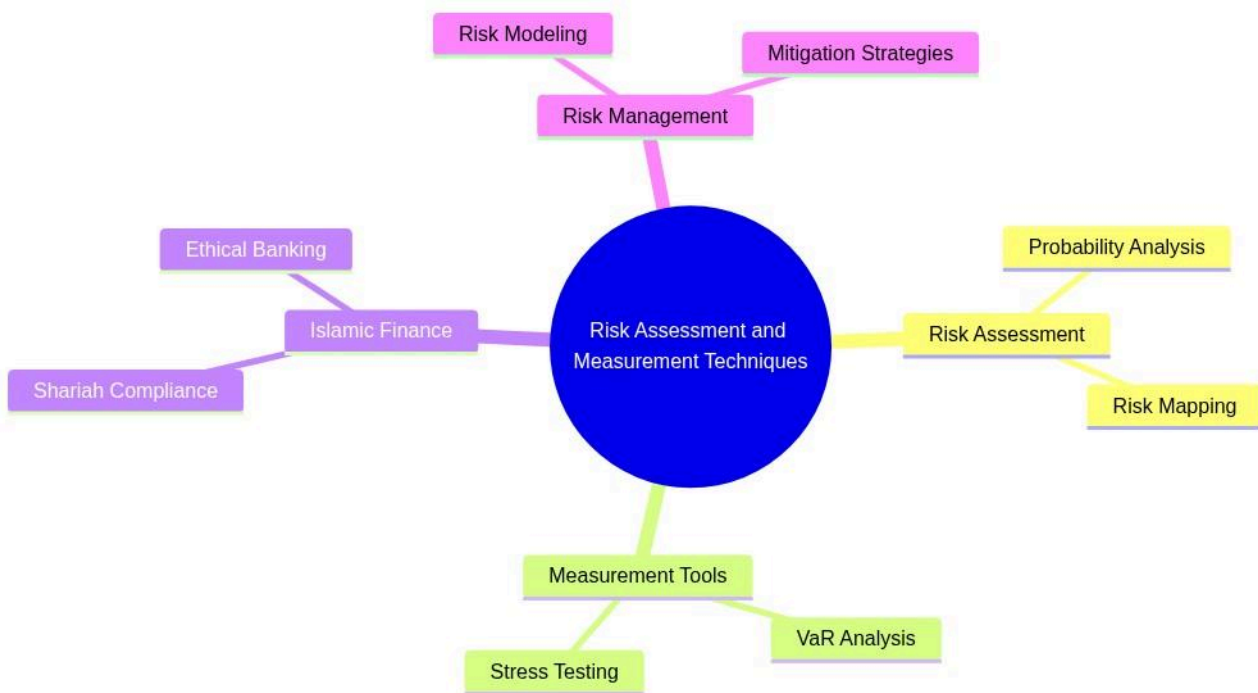 Risk Modeling
Mitigation Strategies
Risk Management
Ethical Banking
Probability Analysis
Islamic Finance
Risk Assessment and
Measurement Techniques
Risk Assessment
Shariah Compliance
Risk Mapping
Measurement Tools
VaR Analysis
Stress Testing